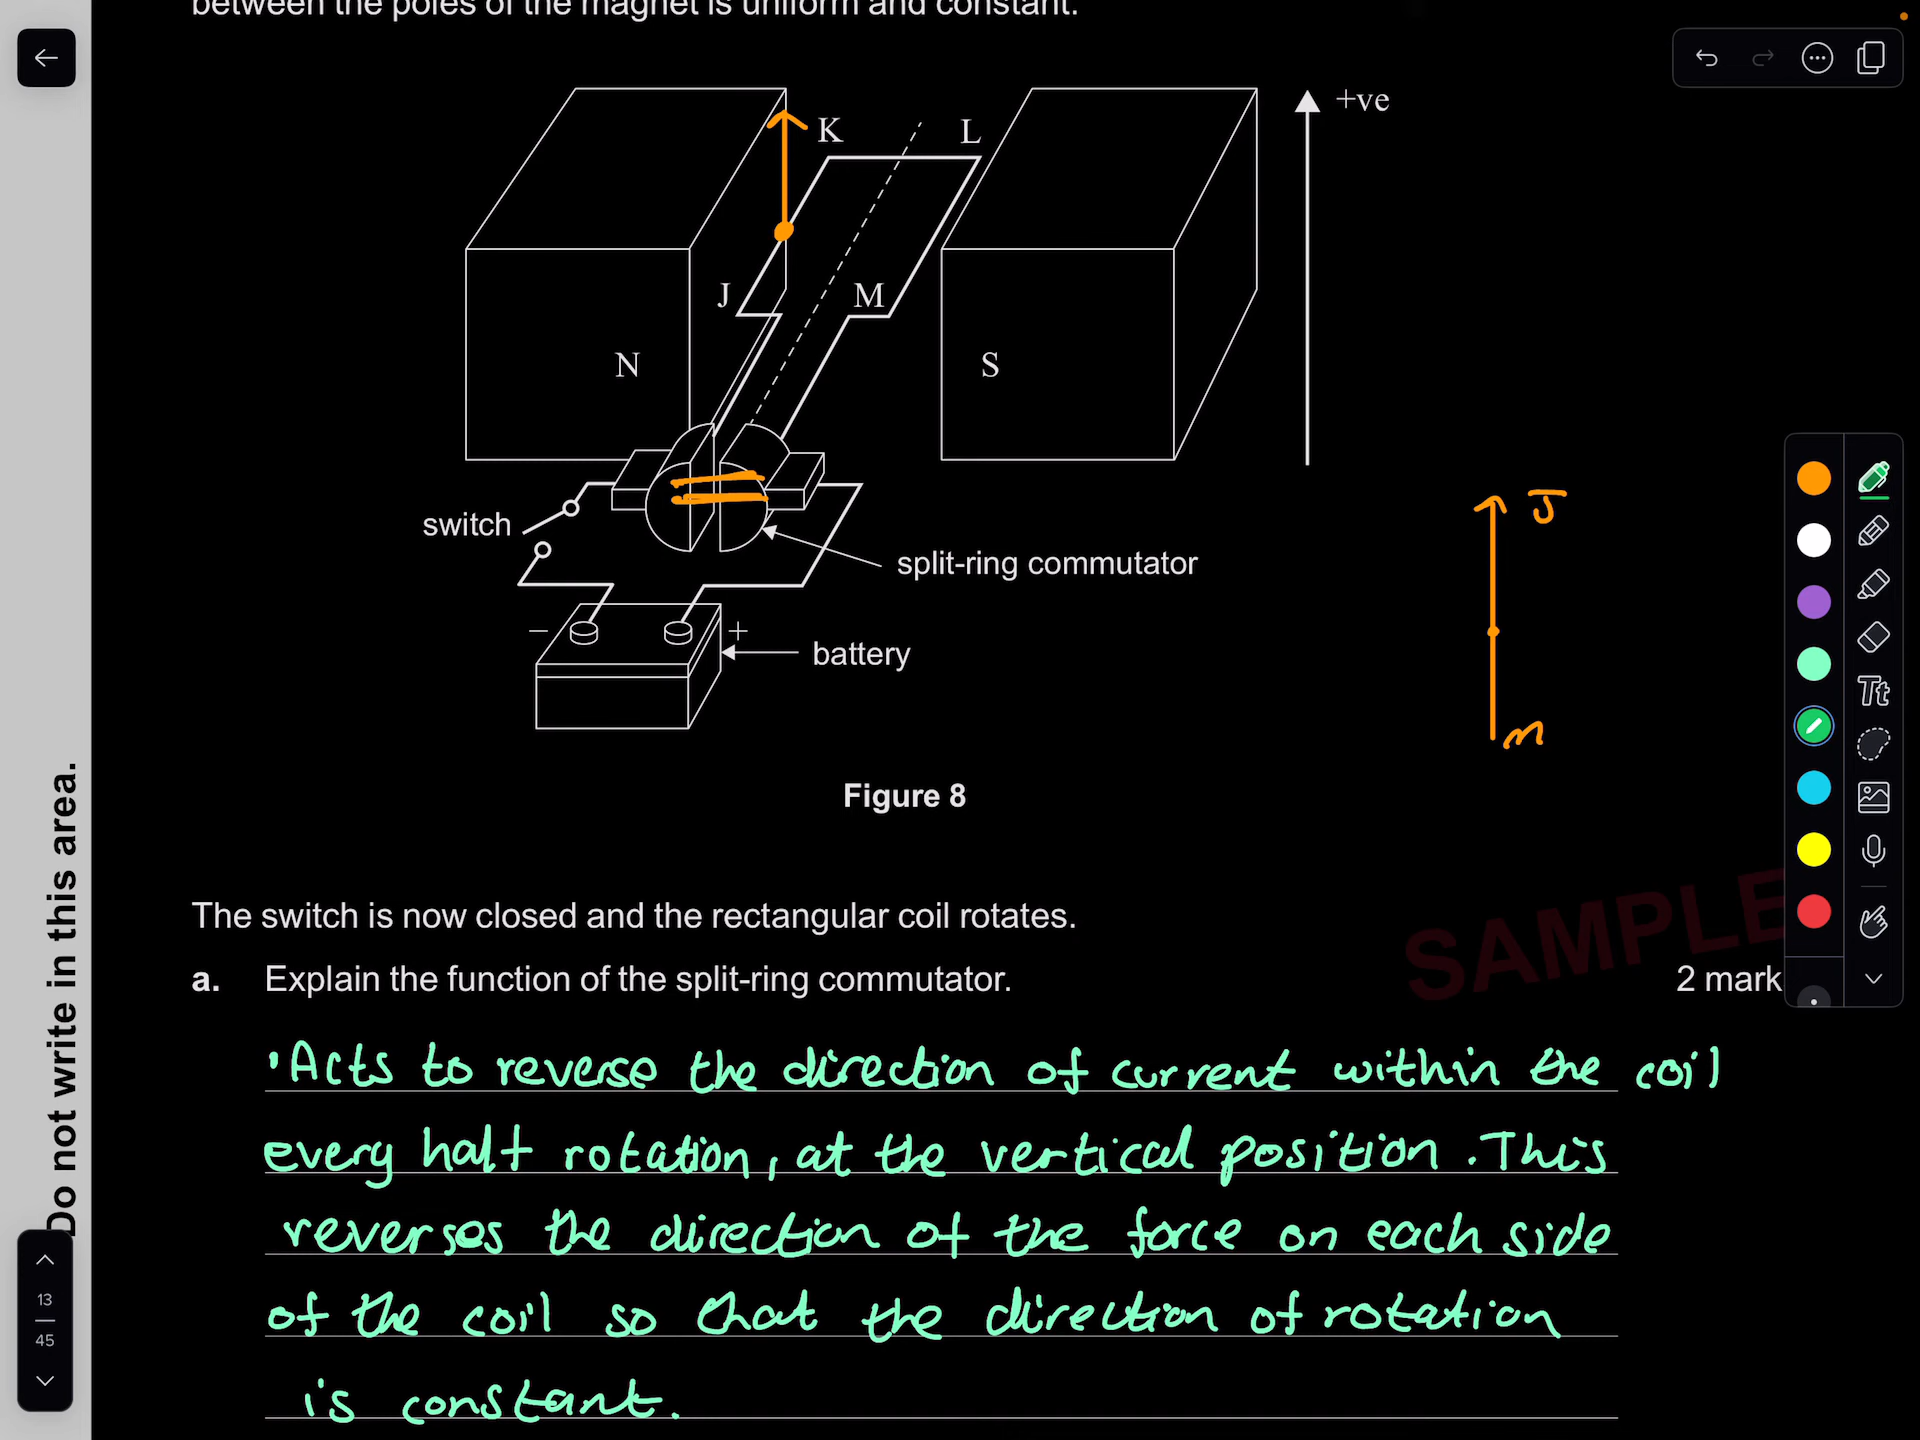 between the poles of the magnet is uniform and constant.
+ve
K
L
J
M
N
S
switch
split-ring commutator
J
− +
battery
m
Figure 8
Do not write in this area.
The switch is now closed and the rectangular coil rotates.
SAMPLE
a. Explain the function of the split-ring commutator. 2 mark
• Acts to reverse the direction of current within the coil
every half rotation, at the vertical position. This
reverses the direction of the force on each side
of the coil so that the direction of rotation
is constant.
13
45
Tt